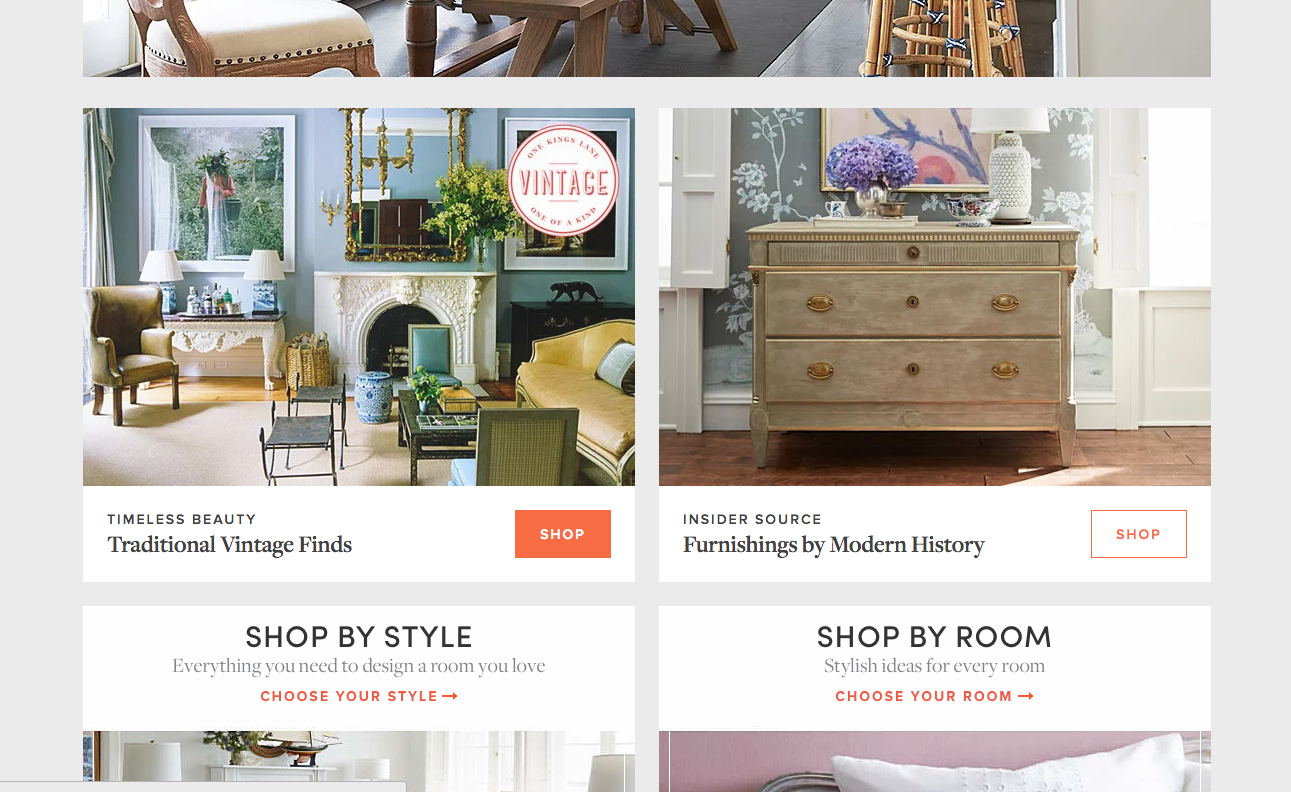 ONE KINGS LANE
VINTAGE
ONE OF A KIND
TIMELESS BEAUTY
Traditional Vintage Finds
SHOP
INSIDER SOURCE
Furnishings by Modern History
SHOP
SHOP BY STYLE
Everything you need to design a room you love
CHOOSE YOUR STYLE →
SHOP BY ROOM
Stylish ideas for every room
CHOOSE YOUR ROOM →